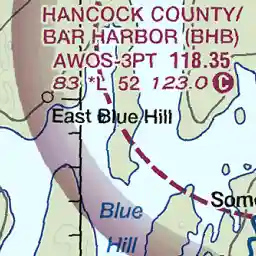 HANCOCK COUNTY/
BAR HARBOR (BHB)
AWOS-3PT 118.35
83 *L 52 123.0 C
East Blue Hill
Blue
Hill